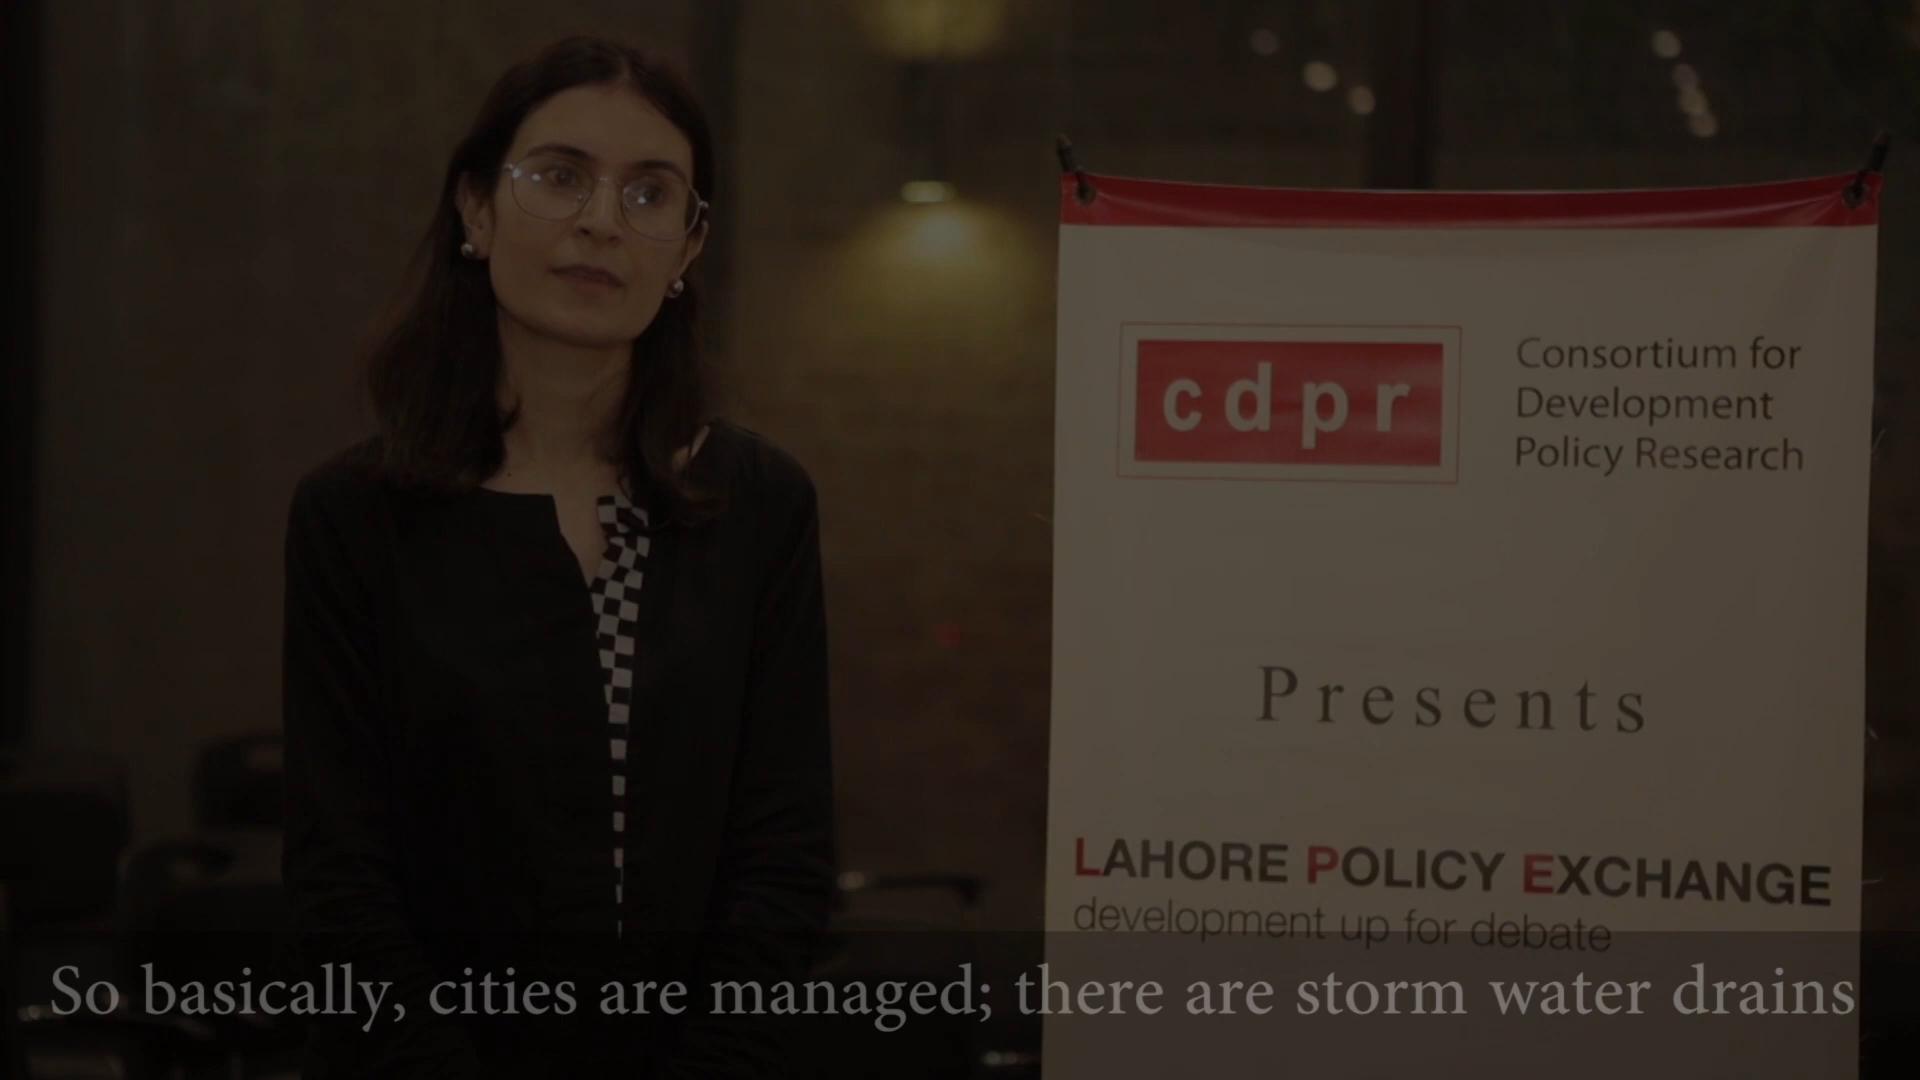 cdpr
Consortium for
Development
Policy Research
Presents
LAHORE POLICY EXCHANGE
development up for debate
So basically, cities are managed; there are storm water drains